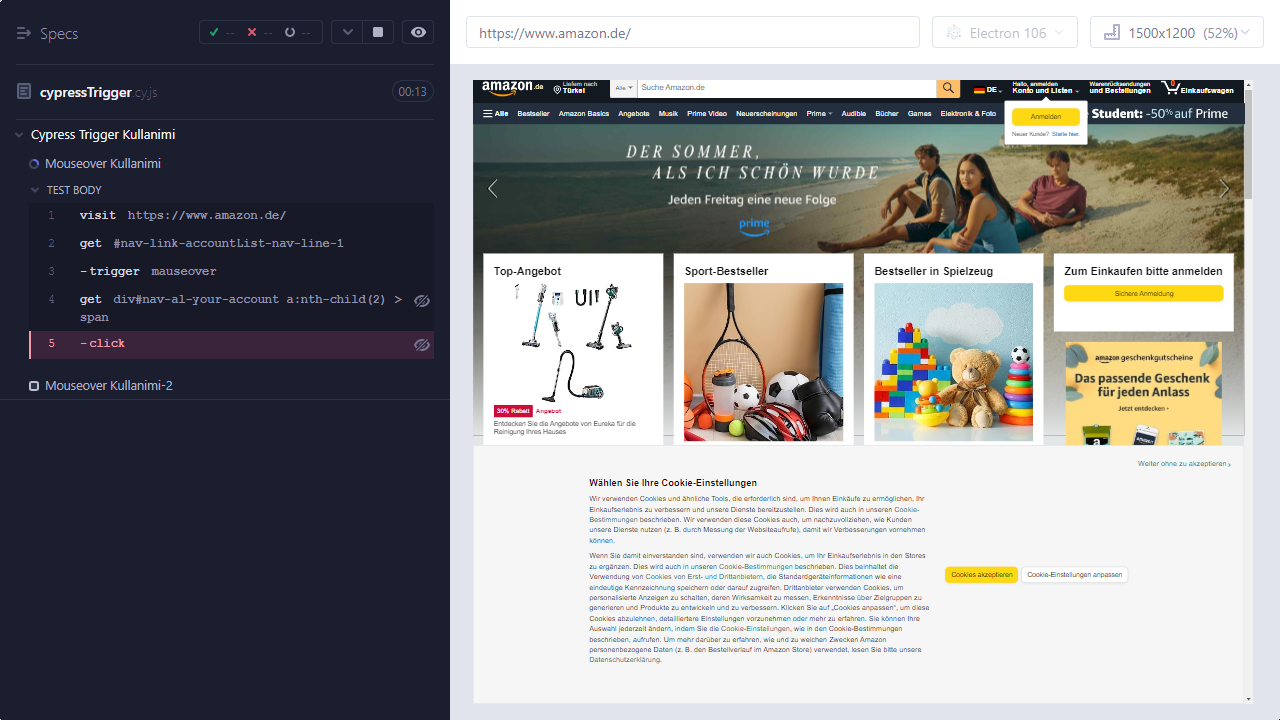 Specs
--
--
--
https://www.amazon.de/
Electron 106
1500x1200 (52%)
cypressTrigger.cy.js
00:13
Cypress Trigger Kullanimi
Mouseover Kullanimi
TEST BODY
1 visit https://www.amazon.de/
2 get #nav-link-accountList-nav-line-1
3 -trigger mauseover
4 get div#nav-al-your-account a:nth-child(2) >
span
5 -click
Mouseover Kullanimi-2
amazon.de
Liefern nach
Türkei
Alle
Suche Amazon.de
DE
Hallo, anmelden
Konto und Listen
Warenrücksendungen
und Bestellungen
0
Einkaufswagen
Alle
Bestseller
Amazon Basics
Angebote
Musik
Prime Video
Neuerscheinungen
Prime
Audible
Bücher
Games
Elektronik & Foto
Student: -50% auf Prime
Anmelden
Neuer Kunde? Starte hier.
DER SOMMER,
ALS ICH SCHÖN WURDE
Jeden Freitag eine neue Folge
prime
Top-Angebot
30% Rabatt Angebot
Entdecken Sie die Angebote von Eureka für die
Reinigung Ihres Hauses
Sport-Bestseller
Bestseller in Spielzeug
Zum Einkaufen bitte anmelden
Sichere Anmeldung
amazon geschenkgutscheine
Das passende Geschenk
für jeden Anlass
Jetzt entdecken
Weiter ohne zu akzeptieren
Wählen Sie Ihre Cookie-Einstellungen
Wir verwenden Cookies und ähnliche Tools, die erforderlich sind, um Ihnen Einkäufe zu ermöglichen, Ihr
Einkaufserlebnis zu verbessern und unsere Dienste bereitzustellen. Dies wird auch in unseren Cookie-
Bestimmungen beschrieben. Wir verwenden diese Cookies auch, um nachzuvollziehen, wie Kunden
unsere Dienste nutzen (z. B. durch Messung der Websiteaufrufe), damit wir Verbesserungen vornehmen
können.
Wenn Sie damit einverstanden sind, verwenden wir auch Cookies, um Ihr Einkaufserlebnis in den Stores
zu ergänzen. Dies wird auch in unseren Cookie-Bestimmungen beschrieben. Dies beinhaltet die
Verwendung von Cookies von Erst- und Drittanbietern, die Standardgeräteinformationen wie eine
eindeutige Kennzeichnung speichern oder darauf zugreifen. Drittanbieter verwenden Cookies, um
personalisierte Anzeigen zu schalten, deren Wirksamkeit zu messen, Erkenntnisse über Zielgruppen zu
generieren und Produkte zu entwickeln und zu verbessern. Klicken Sie auf „Cookies anpassen", um diese
Cookies abzulehnen, detailliertere Einstellungen vorzunehmen oder mehr zu erfahren. Sie können Ihre
Auswahl jederzeit ändern, indem Sie die Cookie-Einstellungen, wie in den Cookie-Bestimmungen
beschrieben, aufrufen. Um mehr darüber zu erfahren, wie und zu welchen Zwecken Amazon
personenbezogene Daten (z. B. den Bestellverlauf im Amazon Store) verwendet, lesen Sie bitte unsere
Datenschutzerklärung.
Cookies akzeptieren
Cookie-Einstellungen anpassen